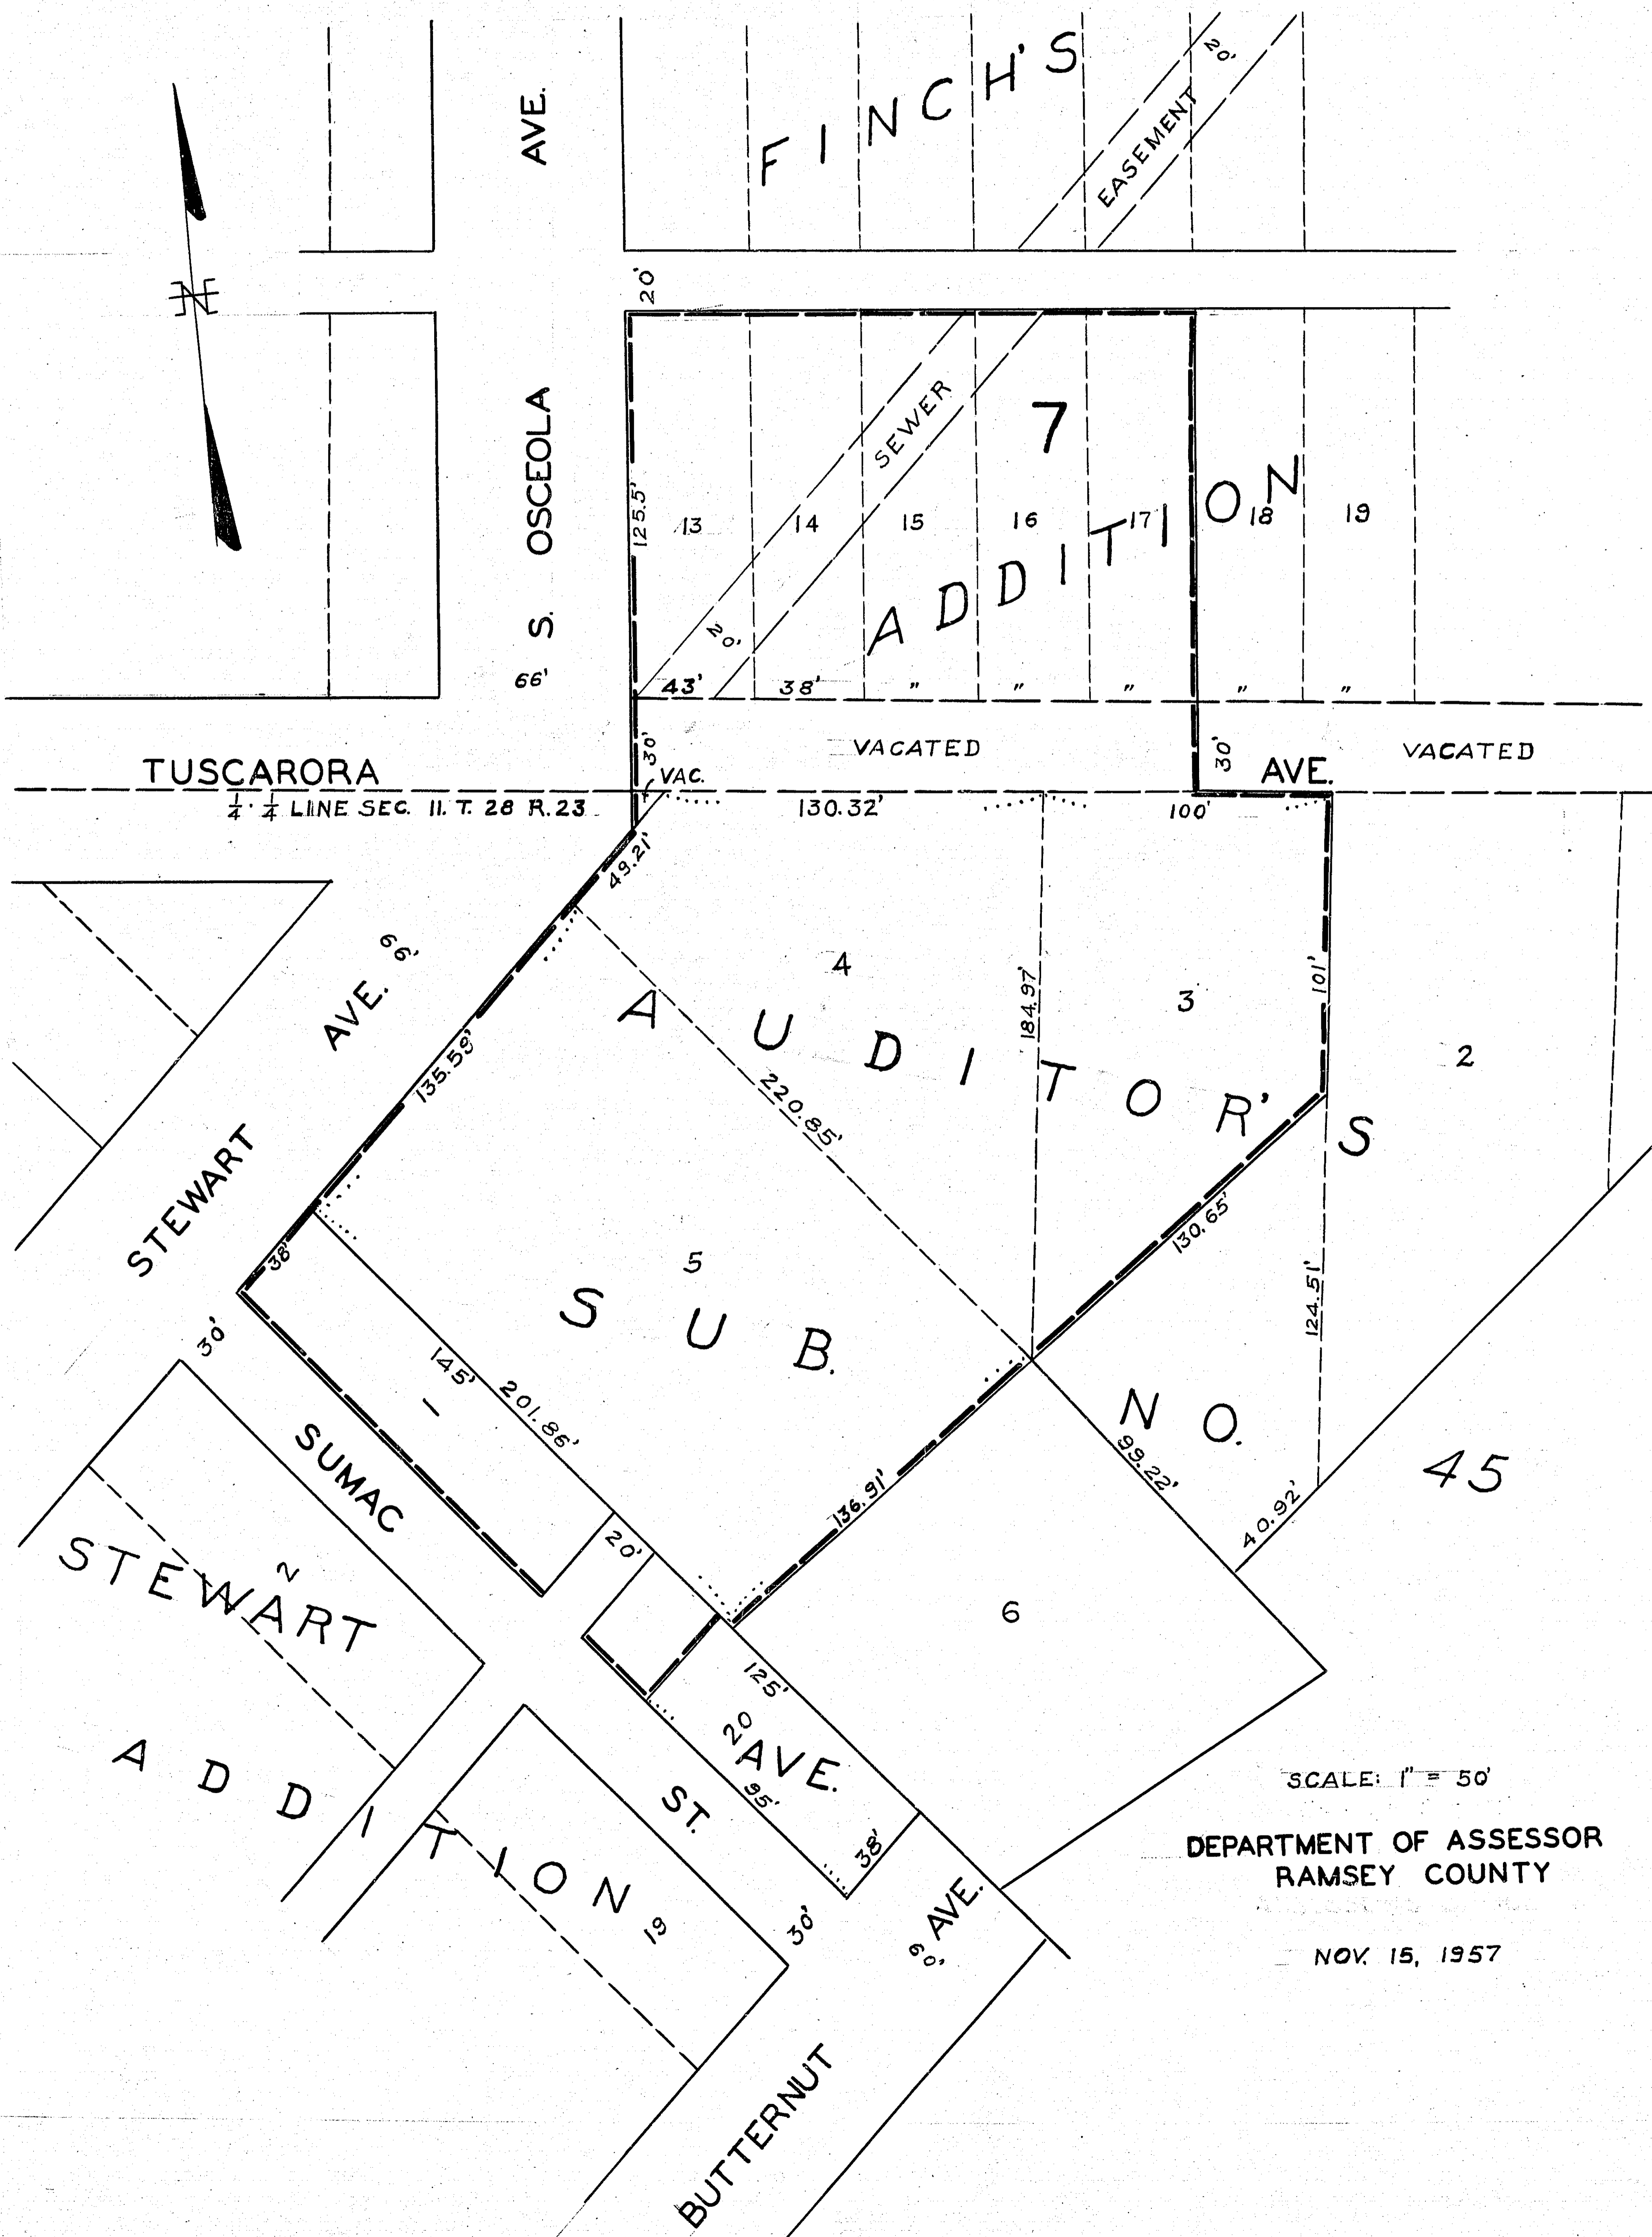 FINCH'S
20'
EASEMENT
AVE.
N
20'
SEWER
7
S. OSCEOLA
125.5'
13
14
15
16
17
18
19
ADDITION
20'
66'
43'
38'
"
"
"
"
"
30'
VACATED
30'
AVE.
VACATED
TUSCARORA
VAC.
1/4 · 1/4 LINE SEC. 11. T. 28 R. 23
130.32'
100'
49.21'
66'
AVE.
STEWART
4
184.97'
3
101'
2
AUDITOR'S
135.59'
220.85'
130.65'
38'
5
124.51'
SUB.
30'
145'
201.86'
1
NO.
99.22'
45
40.92'
136.91'
SUMAC
20'
STEWART
2
6
125'
20
AVE.
95'
ADDITION
ST.
38'
19
30'
60'
AVE.
BUTTERNUT
SCALE: 1" = 50'
DEPARTMENT OF ASSESSOR
RAMSEY COUNTY
NOV. 15, 1957